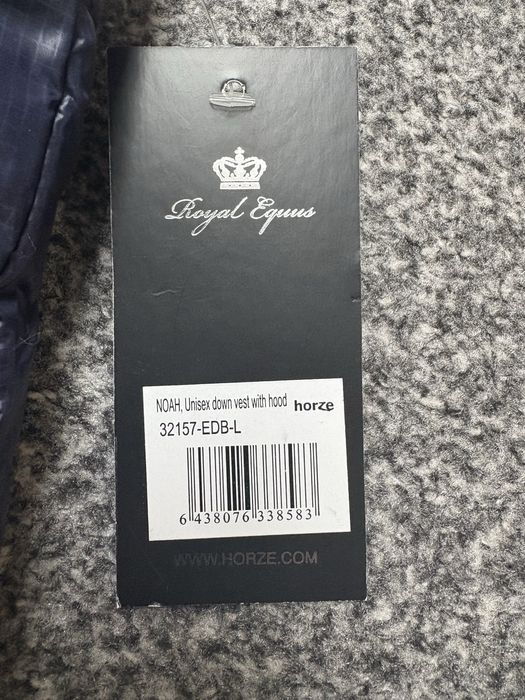 Royal Equus
NOAH, Unisex down vest with hood horze
32157-EDB-L
6 438076 338583
WWW.HORZE.COM